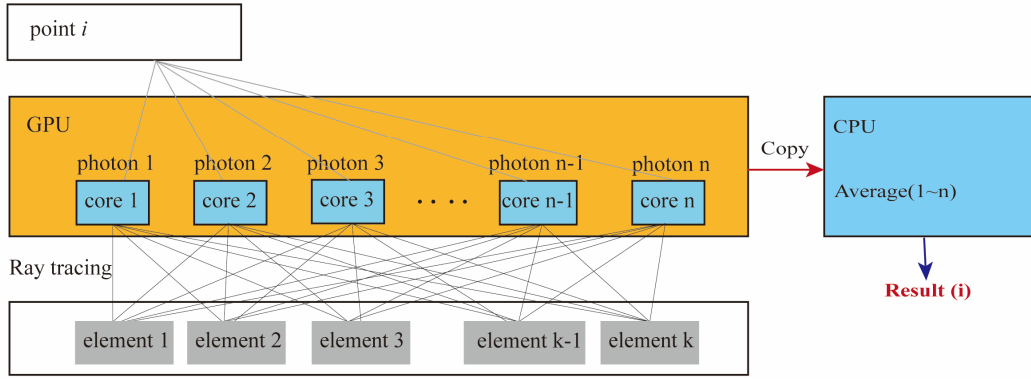 point i
GPU
CPU
photon 1 photon 2 photon 3 photon n-1 photon n
Copy
core 1 core 2 core 3 · · · · core n-1 core n
Average(1~n)
Ray tracing
Result (i)
element 1 element 2 element 3 element k-1 element k